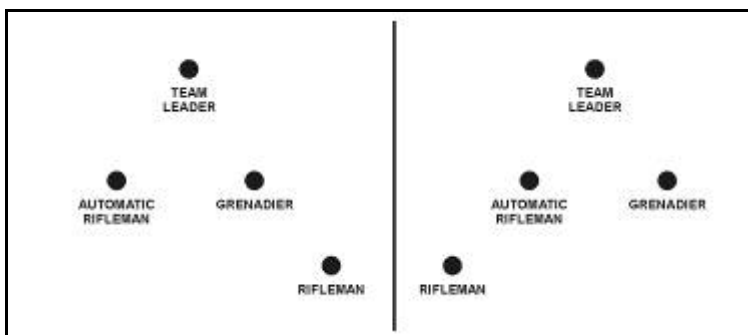 TEAM
LEADER
AUTOMATIC
RIFLEMAN
GRENADIER
RIFLEMAN
TEAM
LEADER
AUTOMATIC
RIFLEMAN
GRENADIER
RIFLEMAN